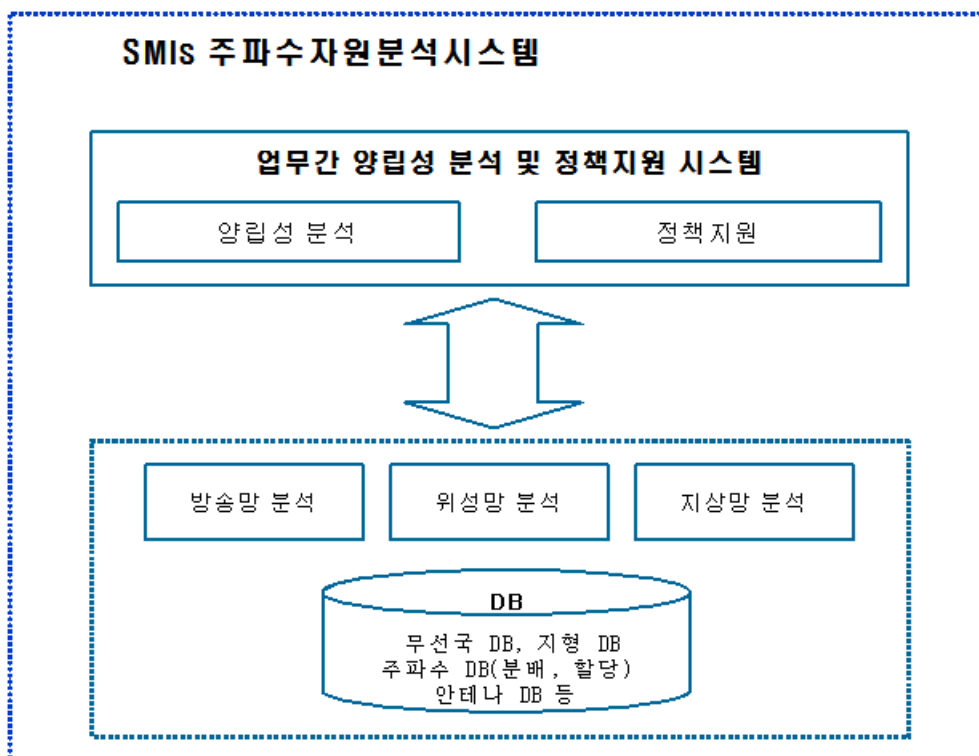 SMIs 주파수자원분석시스템
업무간 양립성 분석 및 정책지원 시스템
양립성 분석
정책지원
방송망 분석
위성망 분석
지상망 분석
DB
무선국 DB, 지형 DB
주파수 DB(분배, 할당)
안테나 DB 등